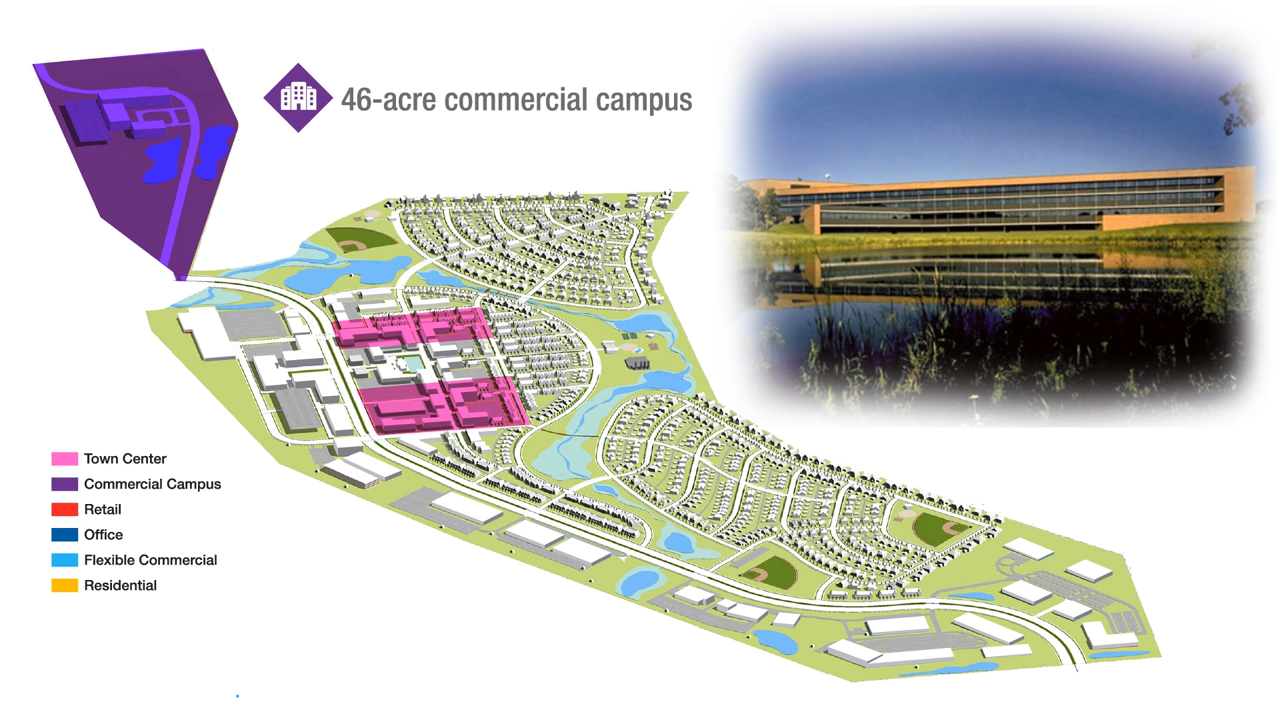 46-acre commercial campus
Town Center
Commercial Campus
Retail
Office
Flexible Commercial
Residential